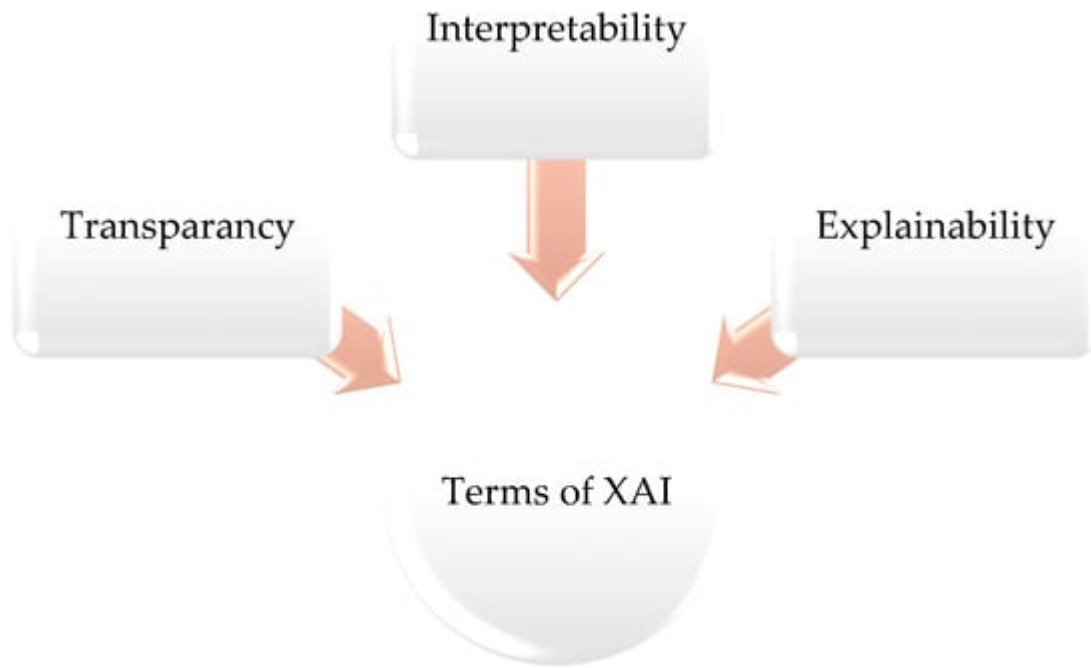 Interpretability
Transparancy
Explainability
Terms of XAI